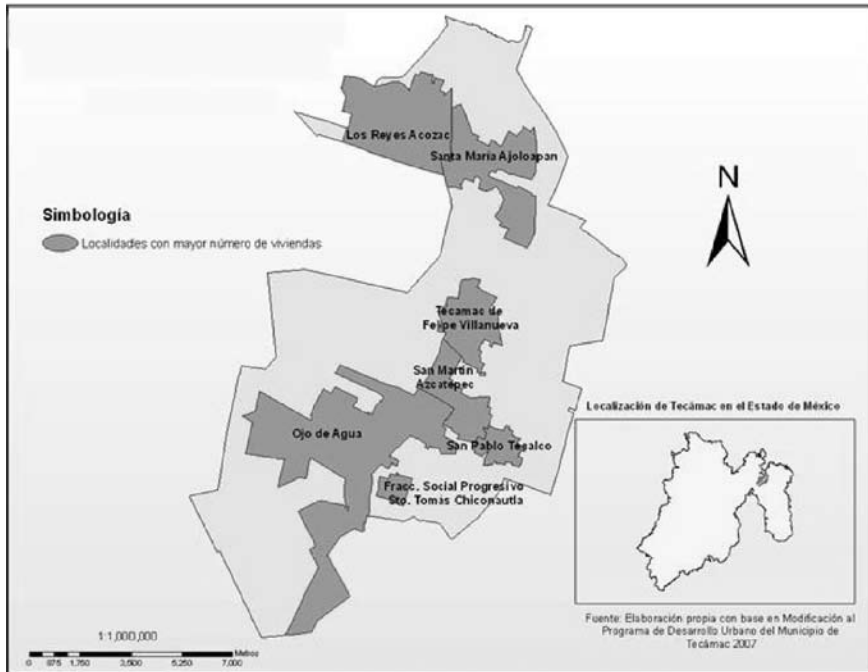 Los Reyes Acozac
Santa María Ajoloapan
N
Simbología
Localidades con mayor número de viviendas
Tecamac de
Felipe Villanueva
San Martín
Azcatepec
Localización de Tecámac en el Estado de México
Ojo de Agua
San Pablo Tesalco
Fracc. Social Progresivo
Sto. Tomás Chiconautla
Fuente: Elaboración propia con base en Modificación al
Programa de Desarrollo Urbano del Municipio de
Tecámac 2007
1:1,000,000
Metros
0 875 1,750 3,500 5,250 7,000